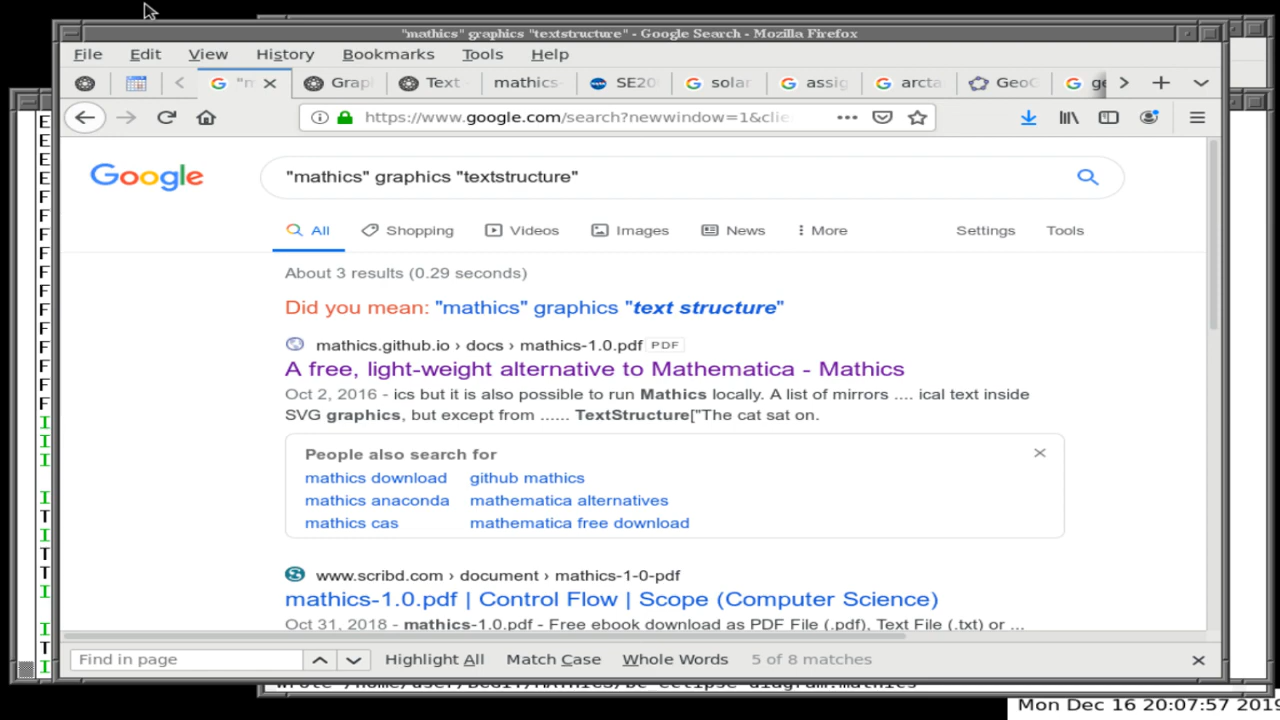 "mathics" graphics "textstructure" - Google Search - Mozilla Firefox
File Edit View History Bookmarks Tools Help
"m Grap Text mathics- SE20 solar assig arcta GeoG ge
https://www.google.com/search?newwindow=1&clie
Google "mathics" graphics "textstructure"
All Shopping Videos Images News More Settings Tools
About 3 results (0.29 seconds)
Did you mean: "mathics" graphics "text structure"
mathics.github.io › docs › mathics-1.0.pdf PDF
A free, light-weight alternative to Mathematica - Mathics
Oct 2, 2016 - ics but it is also possible to run Mathics locally. A list of mirrors .... ical text inside
SVG graphics, but except from ...... TextStructure["The cat sat on.
People also search for
mathics download github mathics
mathics anaconda mathematica alternatives
mathics cas mathematica free download
www.scribd.com › document › mathics-1-0-pdf
mathics-1.0.pdf | Control Flow | Scope (Computer Science)
Oct 31, 2018 - mathics-1.0.pdf - Free ebook download as PDF File (.pdf), Text File (.txt) or ...
Find in page Highlight All Match Case Whole Words 5 of 8 matches
Mon Dec 16 20:07:57 2019